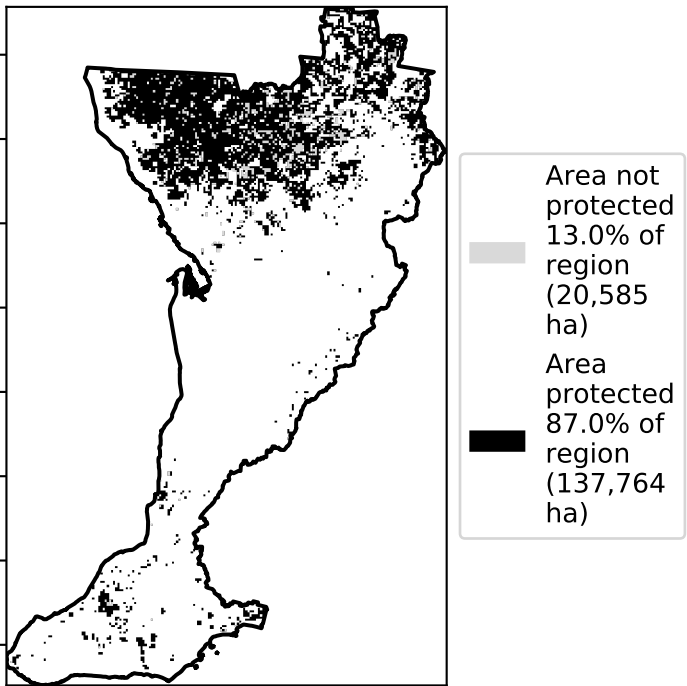 Area not
protected
13.0% of
region
(20,585
ha)
Area
protected
87.0% of
region
(137,764
ha)